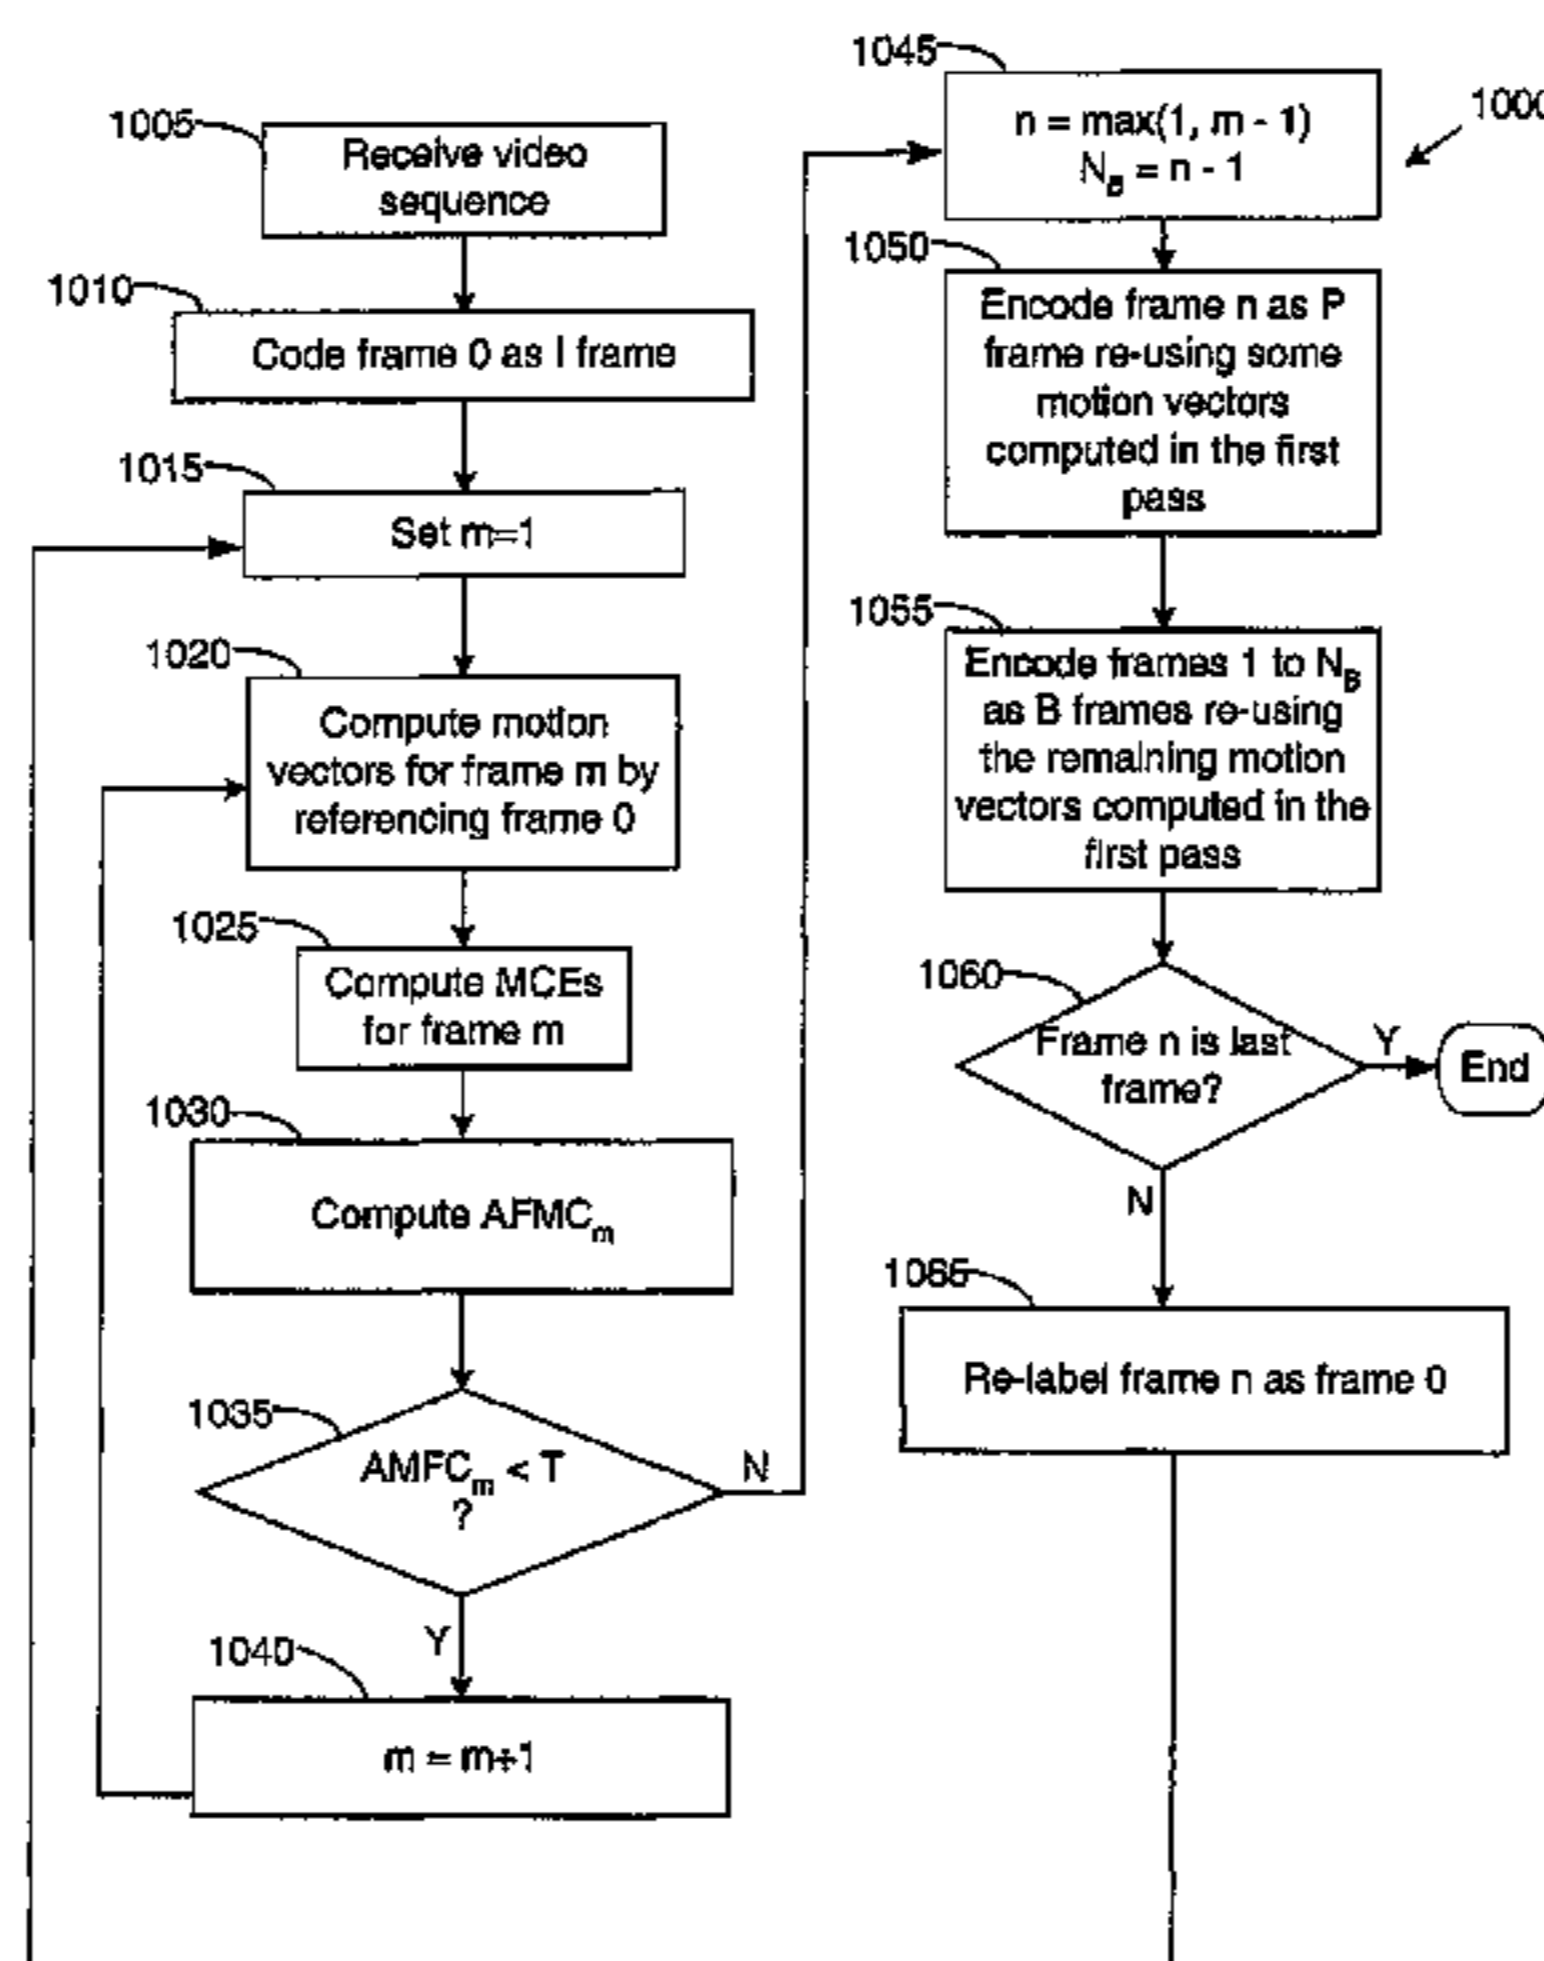 1005
Receive video
sequence
1010
Code frame 0 as I frame
1015
Set m=1
1020
Compute motion
vectors for frame m by
referencing frame 0
1025
Compute MCEs
for frame m
1030
Compute AFMCm
1035
AMFCm < T
?
N
Y
1040
m = m+1
1045
n = max(1, m - 1)
NB = n - 1
1000
1050
Encode frame n as P
frame re-using some
motion vectors
computed in the first
pass
1055
Encode frames 1 to NB
as B frames re-using
the remaining motion
vectors computed in the
first pass
1060
Frame n is last
frame?
Y
End
N
1065
Re-label frame n as frame 0